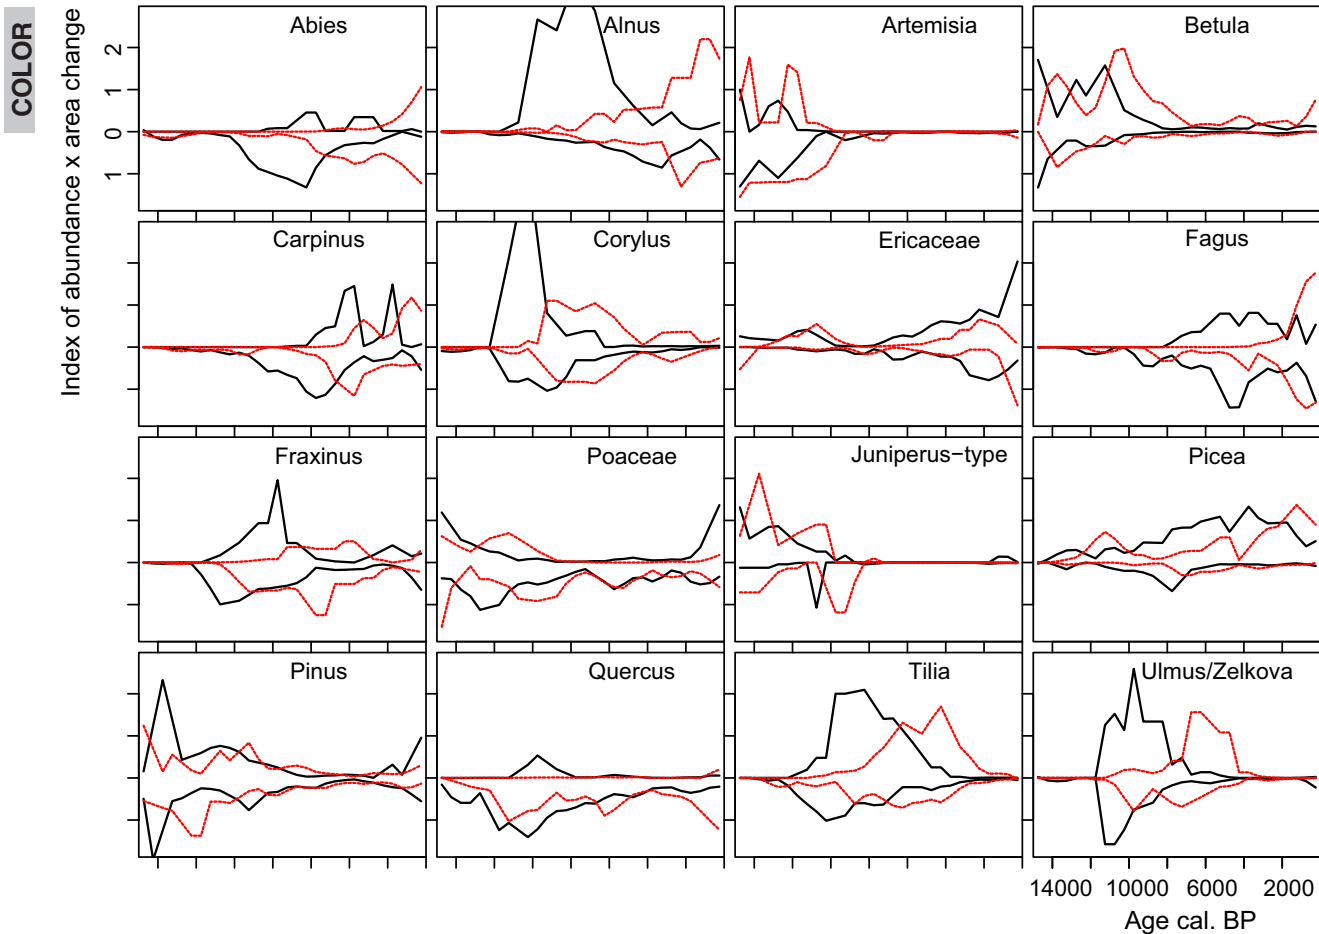 COLOR
Index of abundance x area change
2
1
0
1
Abies
Alnus
Artemisia
Betula
Carpinus
Corylus
Ericaceae
Fagus
Fraxinus
Poaceae
Juniperus−type
Picea
Pinus
Quercus
Tilia
Ulmus/Zelkova
14000 10000 6000 2000
Age cal. BP